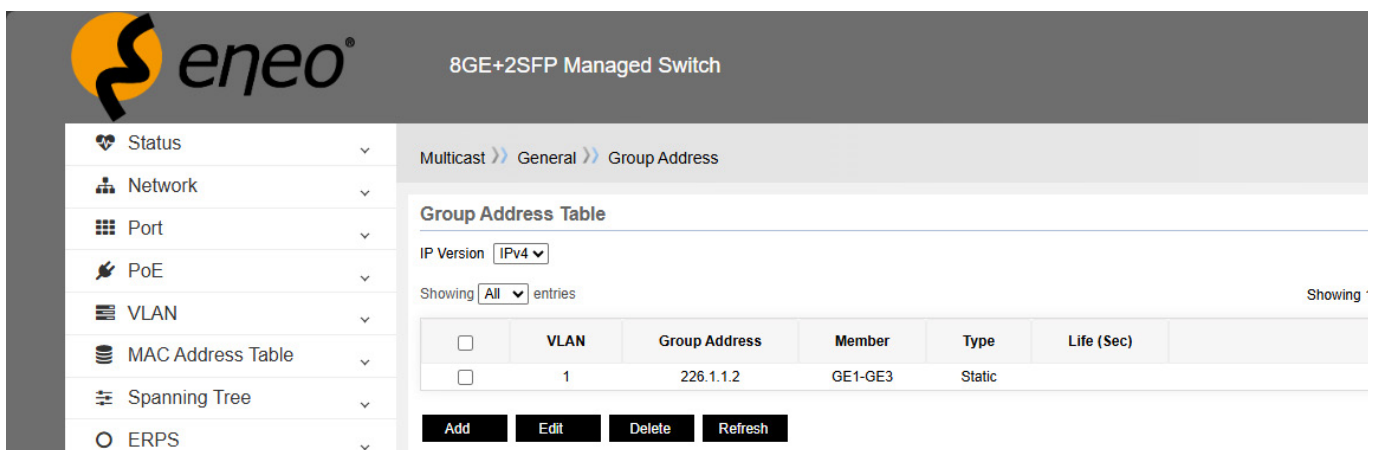 eneo®
8GE+2SFP Managed Switch
Status
Network
Port
PoE
VLAN
MAC Address Table
Spanning Tree
ERPS
Multicast » General » Group Address
Group Address Table
IP Version IPv4
Showing All entries
Showing
VLAN Group Address Member Type Life (Sec)
1 226.1.1.2 GE1-GE3 Static
Add Edit Delete Refresh